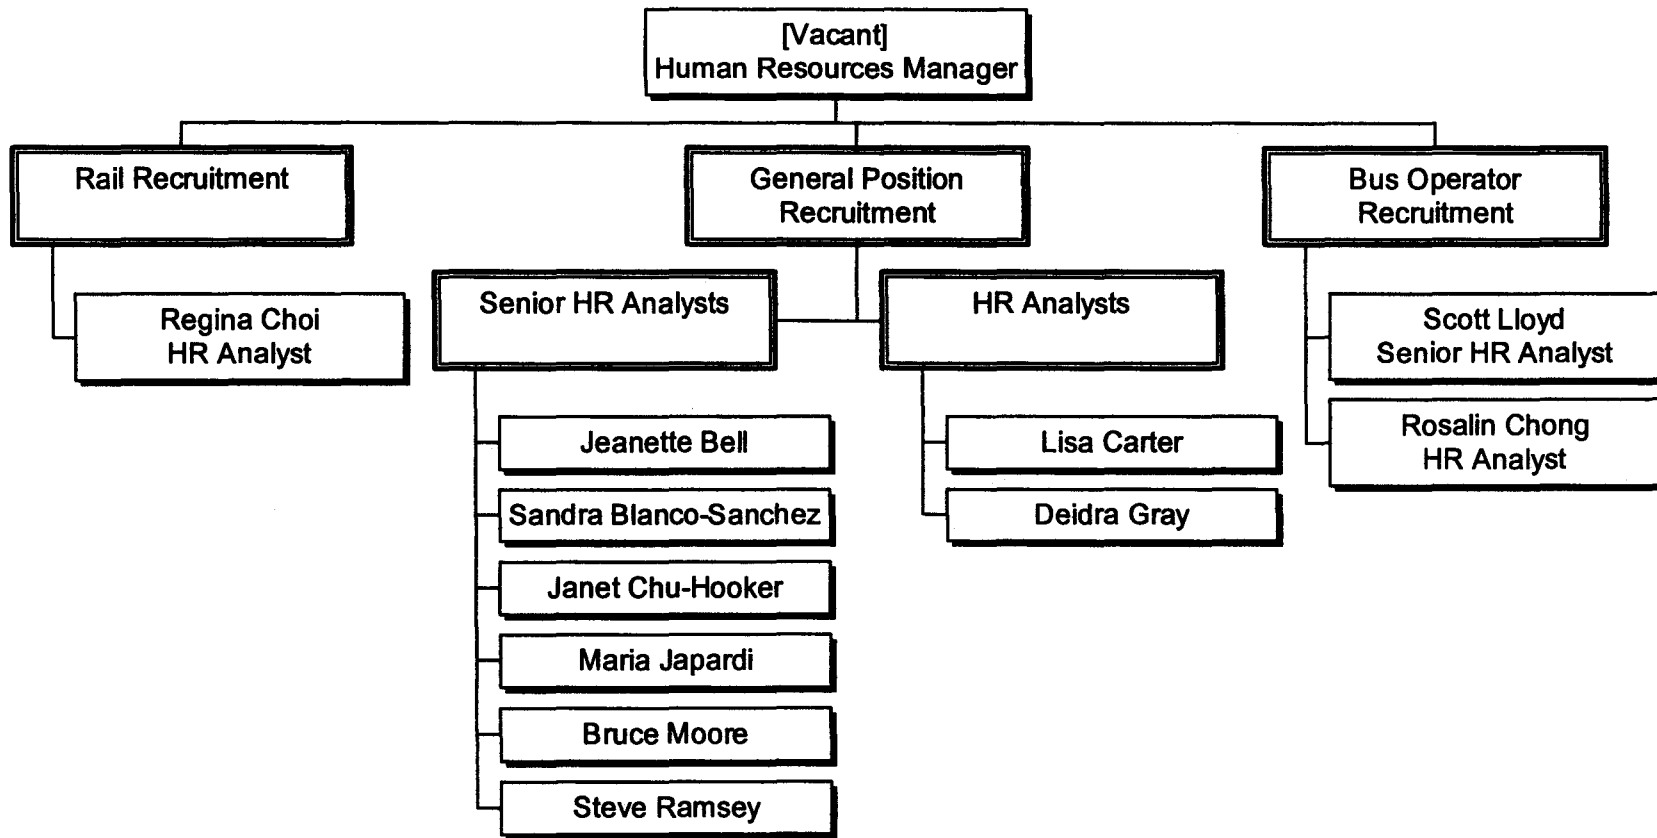 [Vacant]
Human Resources Manager
Rail Recruitment
General Position
Recruitment
Bus Operator
Recruitment
Regina Choi
HR Analyst
Senior HR Analysts
HR Analysts
Scott Lloyd
Senior HR Analyst
Rosalin Chong
HR Analyst
Jeanette Bell
Sandra Blanco-Sanchez
Janet Chu-Hooker
Maria Japardi
Bruce Moore
Steve Ramsey
Lisa Carter
Deidra Gray